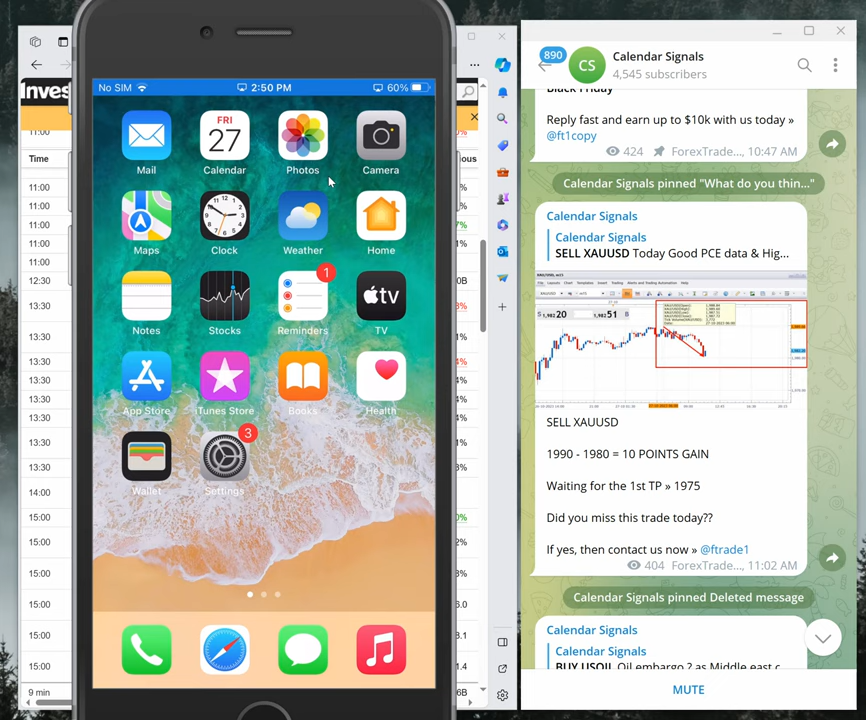 Inves
11:00
Time
11:00
11:00
11:00
11:00
11:00
12:30
13:30
13:30
13:30
13:30
13:30
13:30
13:30
14:00
15:00
15:00
15:00
15:00
15:00
15:00
9 min
No SIM
2:50 PM
60%
FRI
27
Mail
Calendar
Photos
Camera
Maps
Clock
Weather
Home
1
tv
Notes
Stocks
Reminders
TV
App Store
iTunes Store
Books
Health
3
Wallet
Settings
ious
890
CS
Calendar Signals
4,545 subscribers
Black Friday
Reply fast and earn up to $10k with us today »
@ft1copy
424 ForexTrade..., 10:47 AM
Calendar Signals pinned "What do you thin..."
Calendar Signals
Calendar Signals
SELL XAUUSD Today Good PCE data & Hig...
1,982 20
1,982 51
SELL XAUUSD
1990 - 1980 = 10 POINTS GAIN
Waiting for the 1st TP » 1975
Did you miss this trade today??
If yes, then contact us now » @ftrade1
404 ForexTrade..., 11:02 AM
Calendar Signals pinned Deleted message
Calendar Signals
Calendar Signals
BUY USOIL Oil embargo ? as Middle east c
MUTE